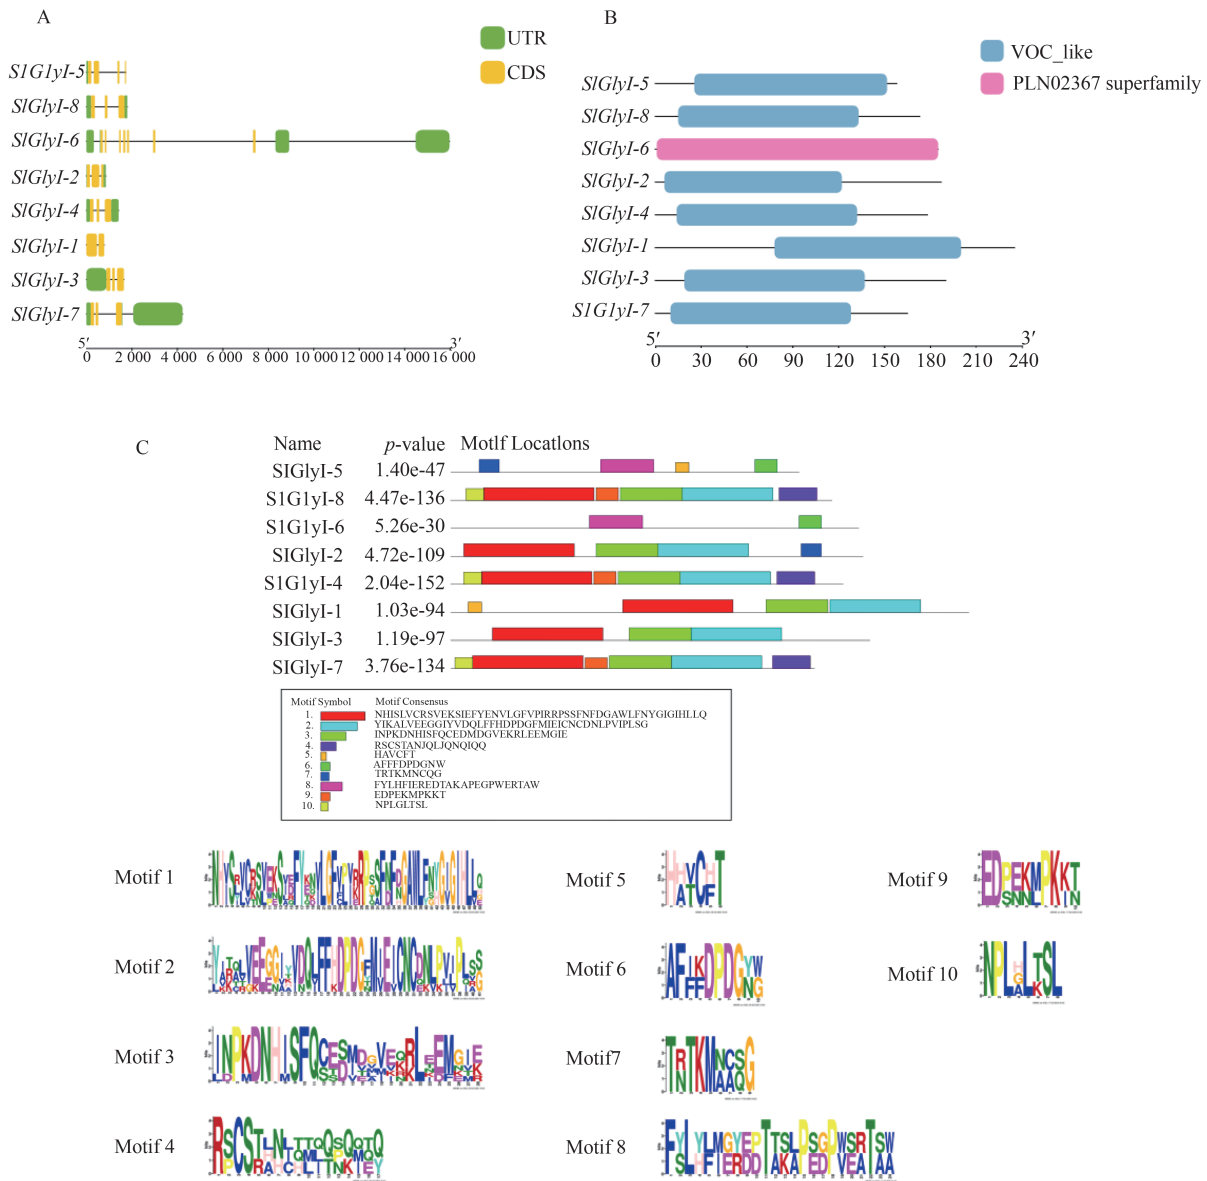 A
UTR
CDS
S1G1yI-5
SlGlyI-8
SlGlyI-6
SlGlyI-2
SlGlyI-4
SlGlyI-1
SlGlyI-3
SlGlyI-7
5′ 3′
0 2 000 4 000 6 000 8 000 10 000 12 000 14 000 16 000
B
VOC_like
PLN02367 superfamily
SlGlyI-5
SlGlyI-8
SlGlyI-6
SlGlyI-2
SlGlyI-4
SlGlyI-1
SlGlyI-3
S1G1yI-7
5′ 3′
0 30 60 90 120 150 180 210 240
C
Name p-value Motlf Locatlons
SIGlyI-5 1.40e-47
S1G1yI-8 4.47e-136
S1G1yI-6 5.26e-30
SIGlyI-2 4.72e-109
S1G1yI-4 2.04e-152
SIGlyI-1 1.03e-94
SIGlyI-3 1.19e-97
SIGlyI-7 3.76e-134
Motif Symbol Motif Consensus
1. NHISLVCRSVEKSIEFYENVLGFVPIRRPSSFNFDGAWLFNYGIGIHLLQ
2. YIKALVEEGGIYVDQLFFHDPDGFMIEICNCDNLPVIPLSG
3. INPKDNHISFQCEDMDGVEKRLEEMGIE
4. RSCSTANJQLJQNQIQQ
5. HAVCFT
6. AFFFDPDGNW
7. TRTKMNCQG
8. FYLHFIEREDTAKAPEGPWERTAW
9. EDPEKMPKKT
10. NPLGLTSL
Motif 1
Motif 5
Motif 9
Motif 2
Motif 6
Motif 10
Motif 3
Motif7
Motif 4
Motif 8